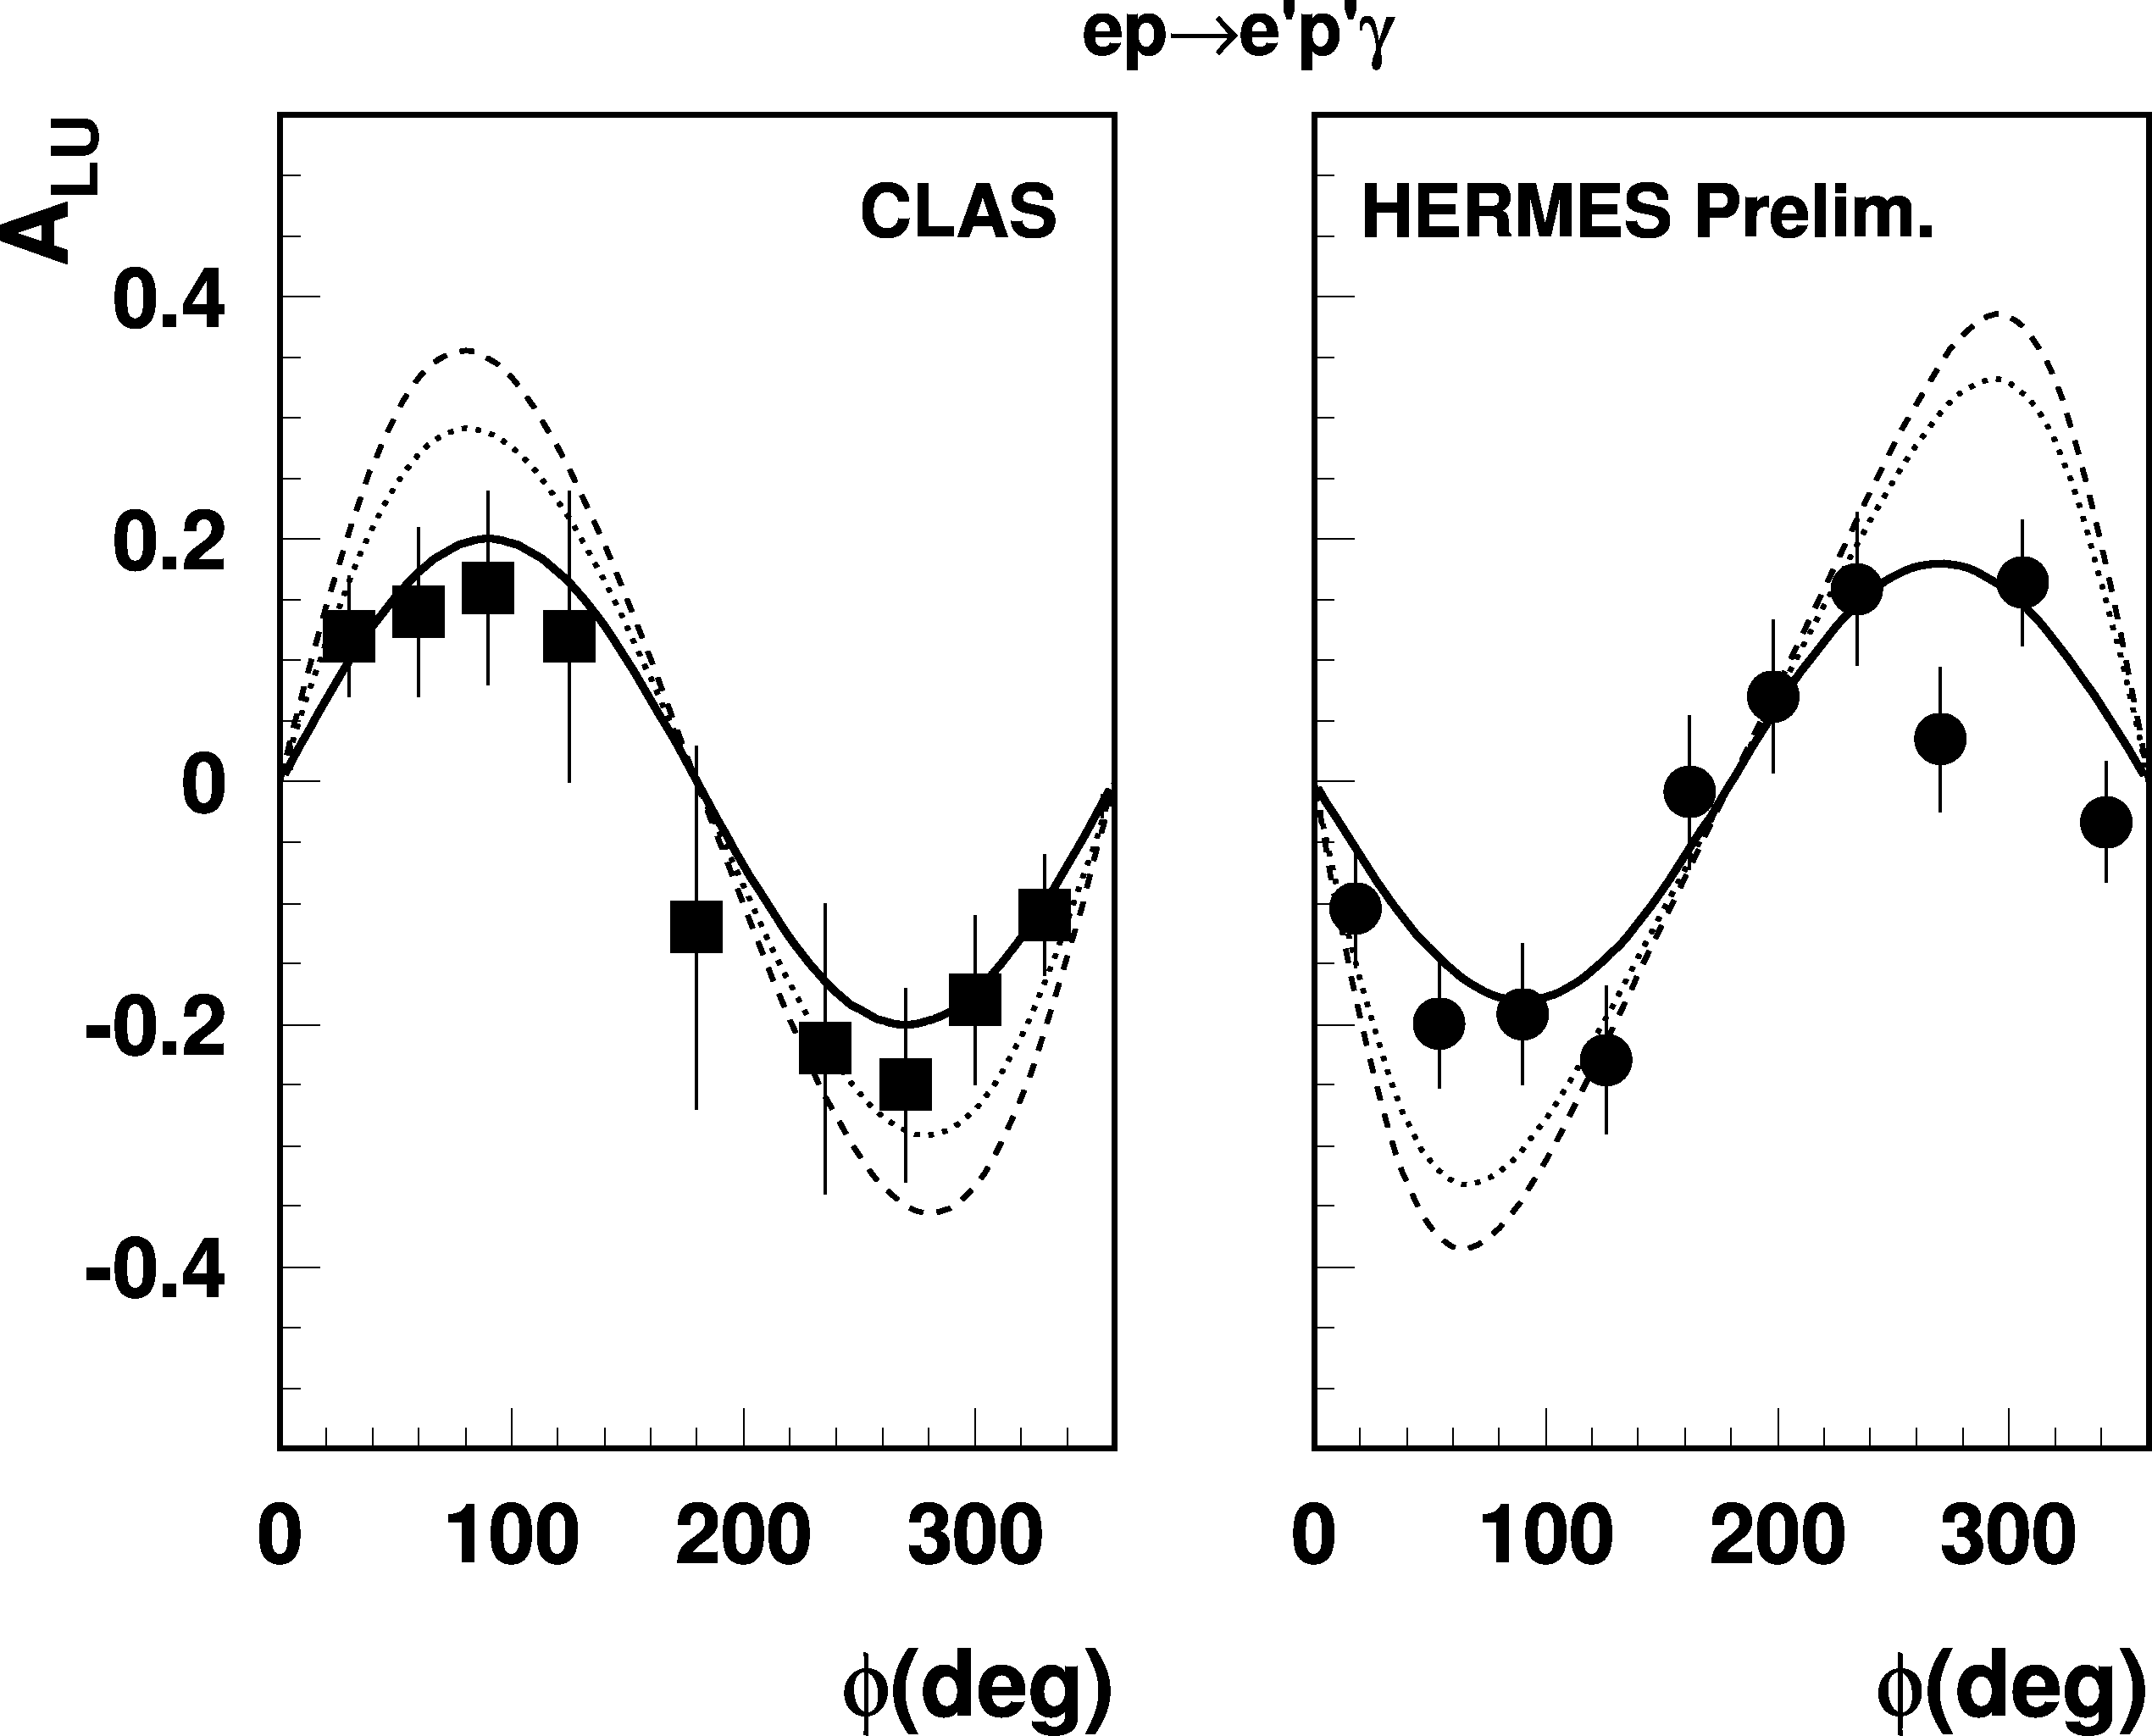 ep→e'p'γ
A_LU
CLAS
HERMES Prelim.
0.4
0.2
0
-0.2
-0.4
0 100 200 300
0 100 200 300
ϕ(deg)
ϕ(deg)